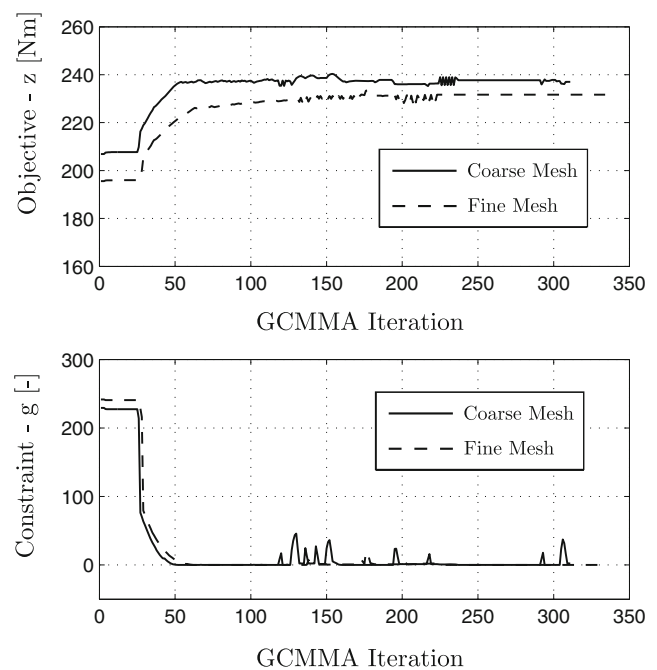 260
240
220
200
180
160
Objective - z [Nm]
Coarse Mesh
Fine Mesh
0 50 100 150 200 250 300 350
GCMMA Iteration
300
200
100
0
Constraint - g [-]
Coarse Mesh
Fine Mesh
0 50 100 150 200 250 300 350
GCMMA Iteration